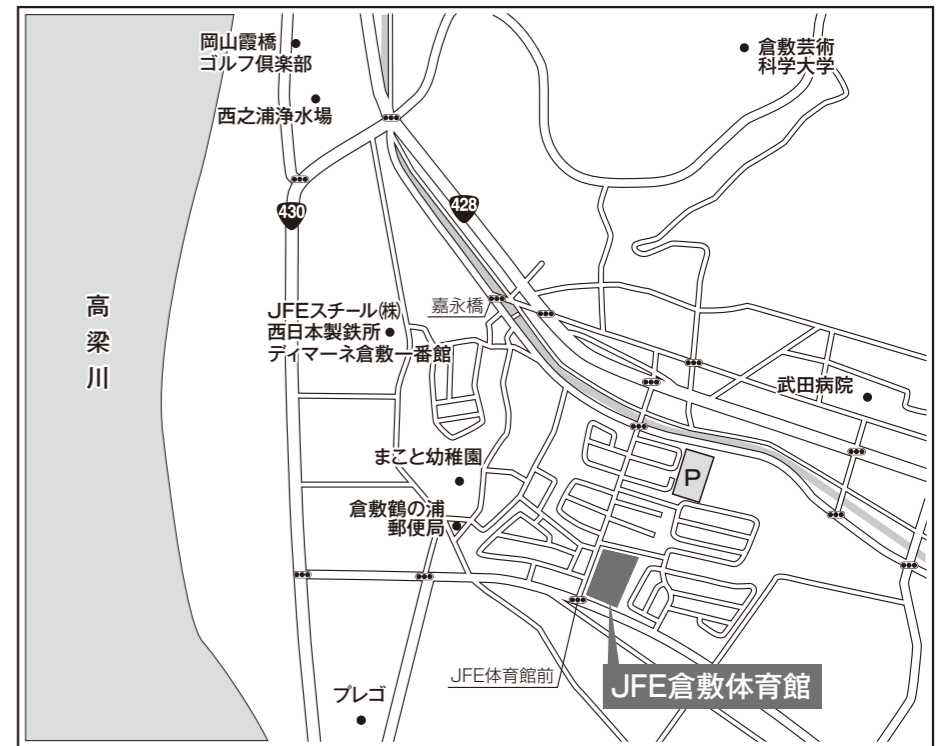 岡山霞橋
ゴルフ倶楽部
倉敷芸術
科学大学
西之浦浄水場
430
428
高梁川
嘉永橋
JFEスチール㈱
西日本製鉄所
ディマーネ倉敷一番館
武田病院
まこと幼稚園
P
倉敷鶴の浦
郵便局
JFE体育館前
JFE倉敷体育館
プレゴ